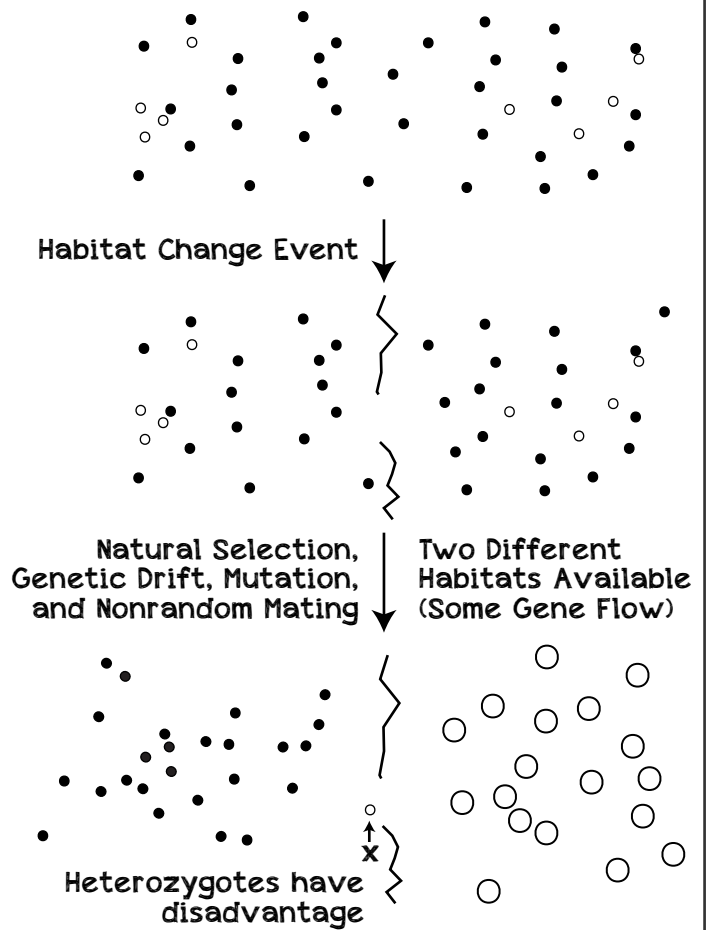 Habitat Change Event
Natural Selection,
Genetic Drift, Mutation,
and Nonrandom Mating
Two Different
Habitats Available
(Some Gene Flow)
X
Heterozygotes have
disadvantage